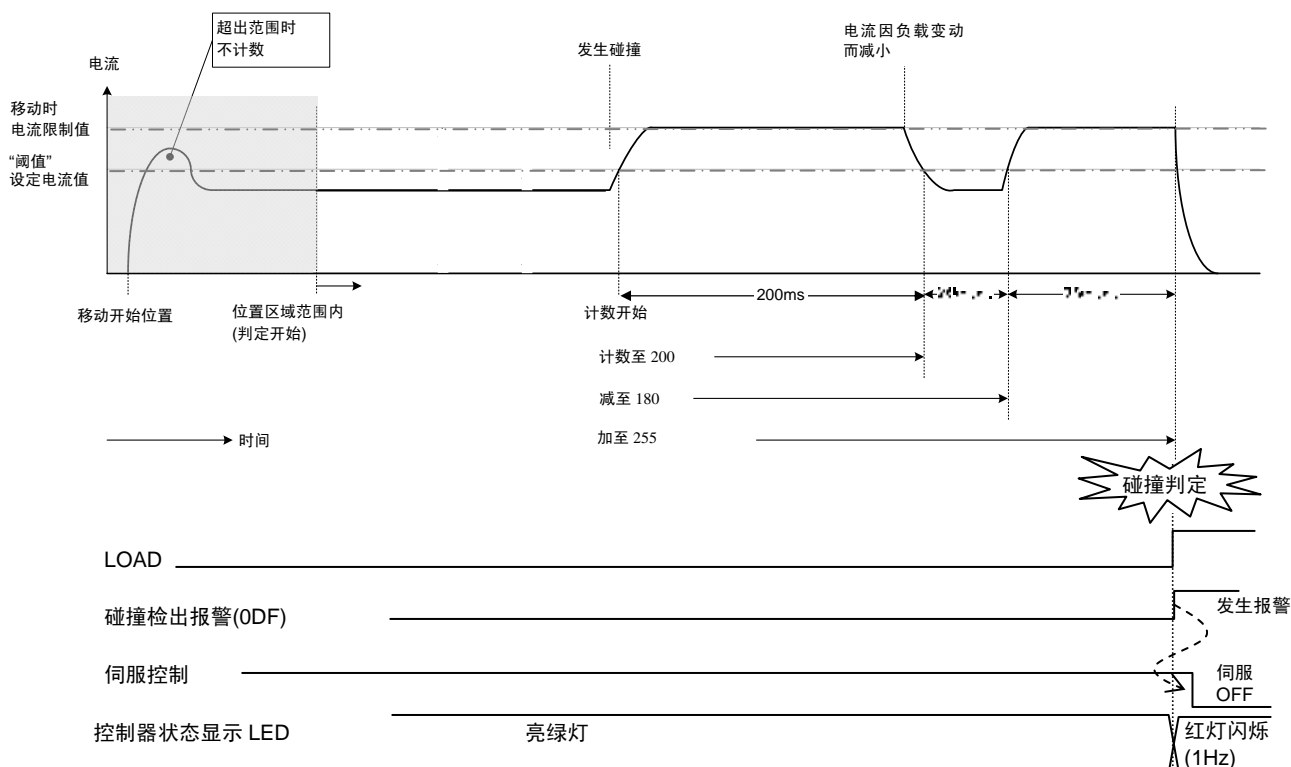 超出范围时
不计数
电流
发生碰撞
电流因负载变动
而减小
移动时
电流限制值
“阈值”
设定电流值
200ms
移动开始位置
位置区域范围内
(判定开始)
计数开始
计数至 200
减至 180
加至 255
时间
碰撞判定
LOAD
碰撞检出报警(0DF)
发生报警
伺服控制
伺服
OFF
控制器状态显示 LED
亮绿灯
红灯闪烁
(1Hz)